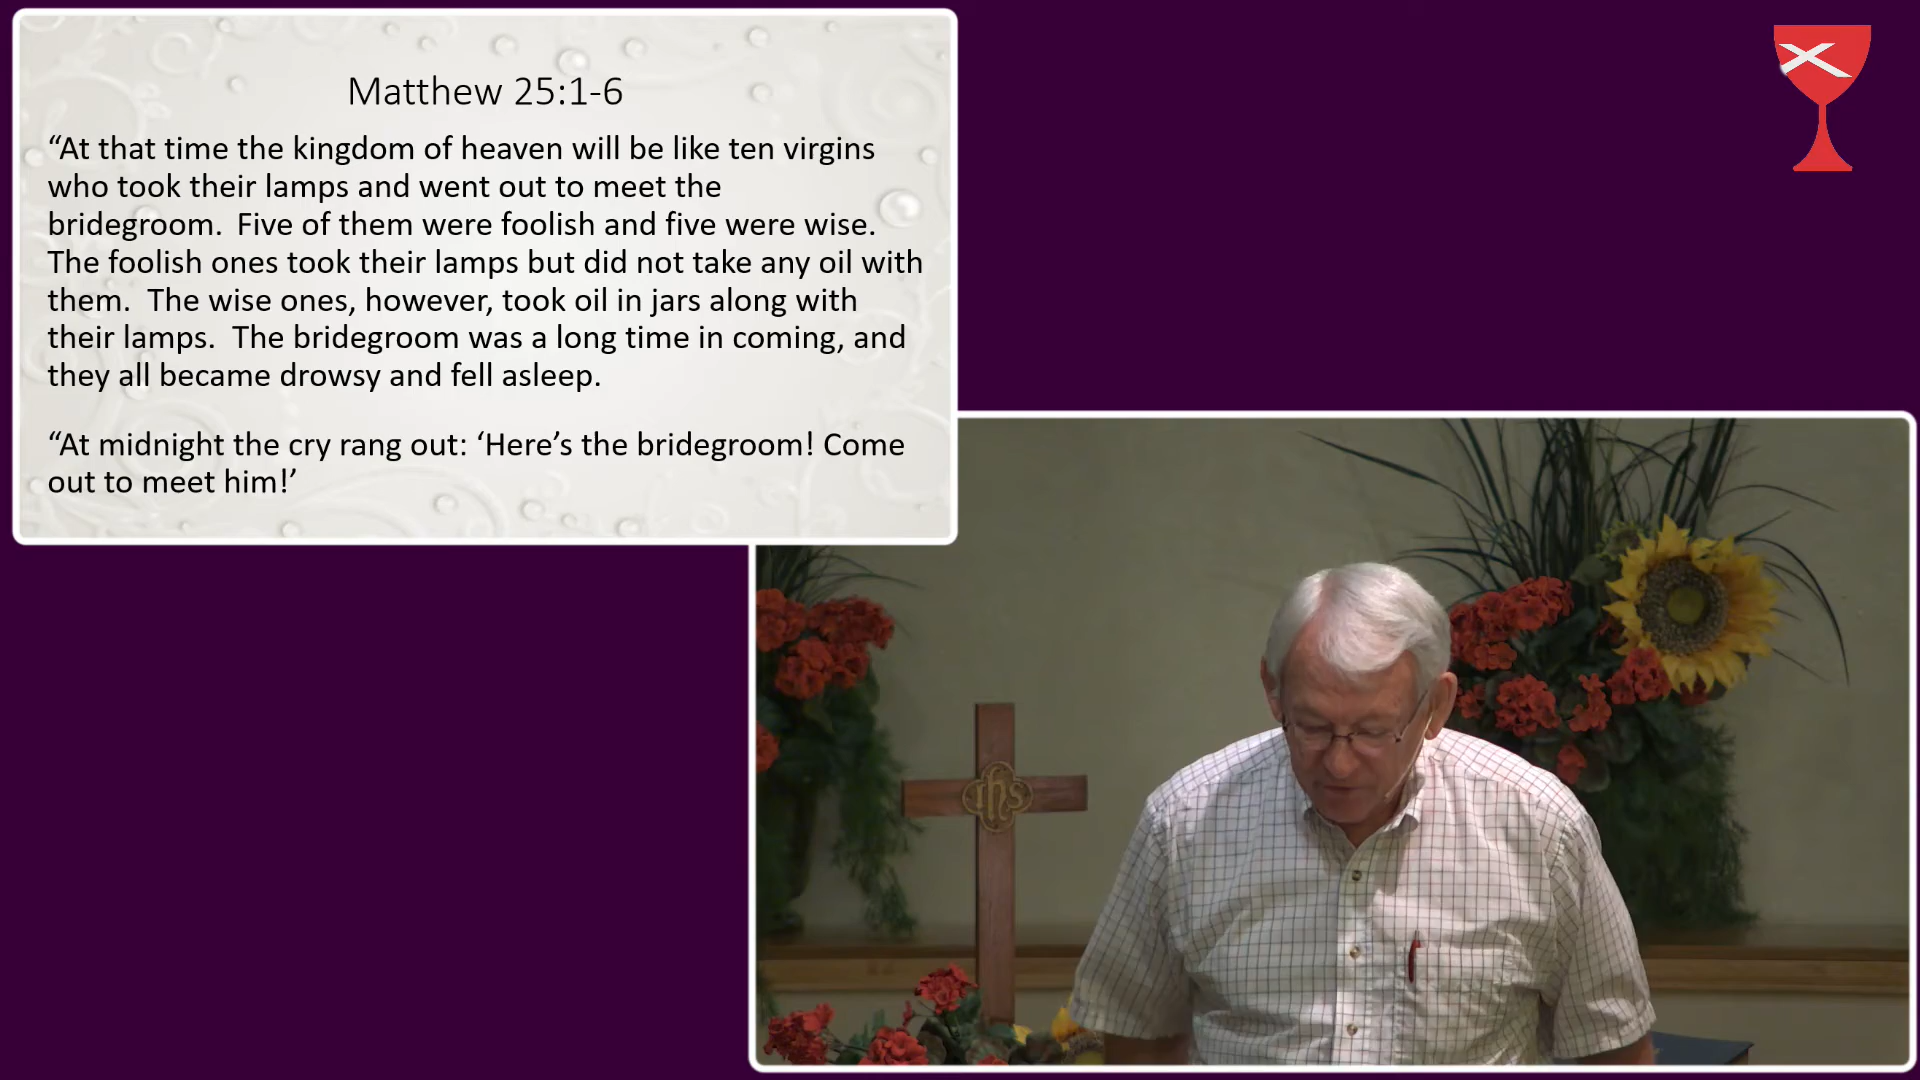 Matthew 25:1-6
“At that time the kingdom of heaven will be like ten virgins
who took their lamps and went out to meet the
bridegroom.  Five of them were foolish and five were wise.
The foolish ones took their lamps but did not take any oil with
them.  The wise ones, however, took oil in jars along with
their lamps.  The bridegroom was a long time in coming, and
they all became drowsy and fell asleep.
“At midnight the cry rang out: ‘Here’s the bridegroom! Come
out to meet him!’
ihs